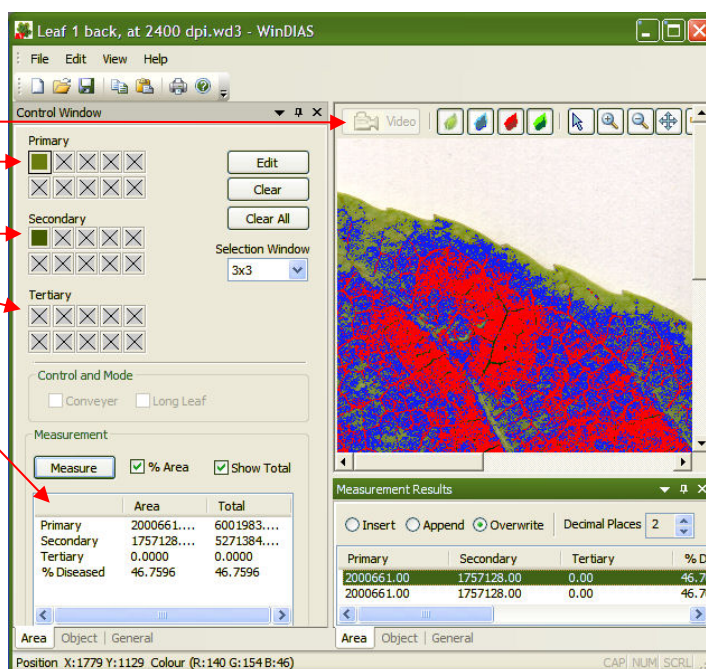 Leaf 1 back, at 2400 dpi.wd3 - WinDIAS
File Edit View Help
Control Window
Primary
Edit
Clear
Clear All
Secondary
Selection Window
3x3
Tertiary
Control and Mode
Conveyer Long Leaf
Measurement
Measure % Area Show Total
Area Total
Primary 2000661.... 6001983....
Secondary 1757128.... 5271384....
Tertiary 0.0000 0.0000
% Diseased 46.7596 46.7596
Area Object General
Video
Measurement Results
Insert Append Overwrite Decimal Places 2
Primary Secondary Tertiary % D
2000661.00 1757128.00 0.00 46.7
2000661.00 1757128.00 0.00 46.7
Area Object General
Position X:1779 Y:1129 Colour (R:140 G:154 B:46) CAP NUM SCRL